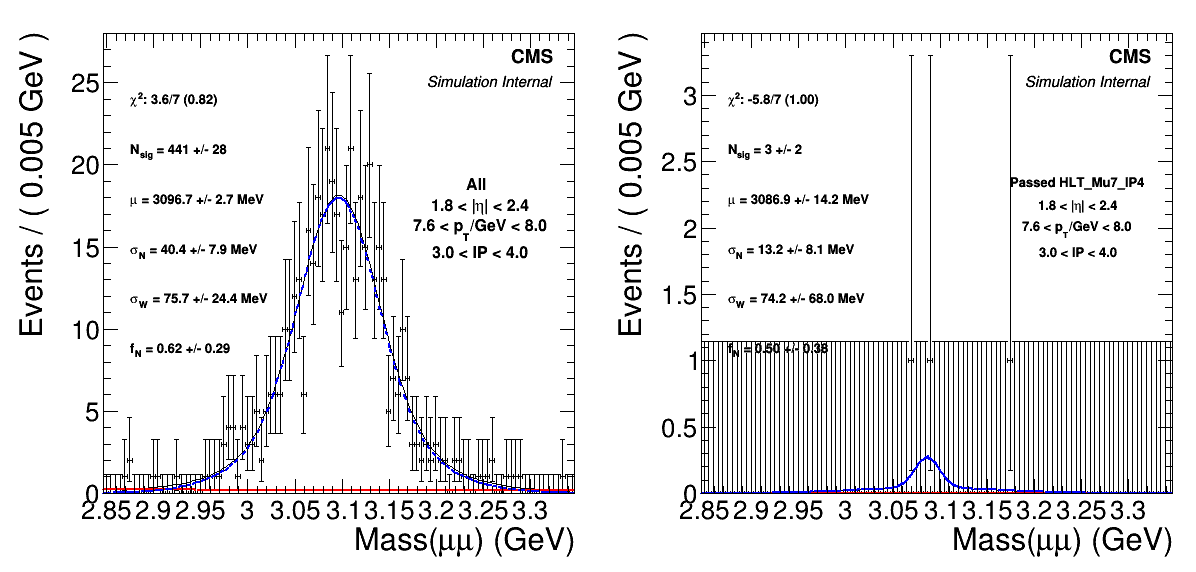 CMS
Simulation Internal
χ²: 3.6/7 (0.82)
N_sig = 441 +/- 28
μ = 3096.7 +/- 2.7 MeV
σ_N = 40.4 +/- 7.9 MeV
σ_W = 75.7 +/- 24.4 MeV
f_N = 0.62 +/- 0.29
All
1.8 < |η| < 2.4
7.6 < p_T/GeV < 8.0
3.0 < IP < 4.0
Events / ( 0.005 GeV )
25
20
15
10
5
0
2.85 2.9 2.95 3 3.05 3.1 3.15 3.2 3.25 3.3
Mass(μμ) (GeV)
CMS
Simulation Internal
χ²: -5.8/7 (1.00)
N_sig = 3 +/- 2
μ = 3086.9 +/- 14.2 MeV
σ_N = 13.2 +/- 8.1 MeV
σ_W = 74.2 +/- 68.0 MeV
f_N = 0.50 +/- 0.38
Passed HLT_Mu7_IP4
1.8 < |η| < 2.4
7.6 < p_T/GeV < 8.0
3.0 < IP < 4.0
Events / ( 0.005 GeV )
3
2.5
2
1.5
1
0.5
0
2.85 2.9 2.95 3 3.05 3.1 3.15 3.2 3.25 3.3
Mass(μμ) (GeV)